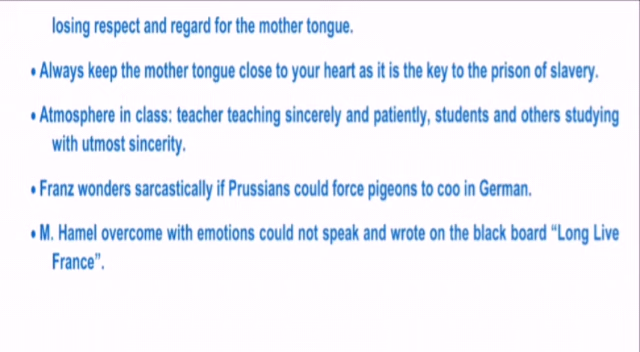 losing respect and regard for the mother tongue.
• Always keep the mother tongue close to your heart as it is the key to the prison of slavery.
• Atmosphere in class: teacher teaching sincerely and patiently, students and others studying
with utmost sincerity.
• Franz wonders sarcastically if Prussians could force pigeons to coo in German.
• M. Hamel overcome with emotions could not speak and wrote on the black board “Long Live
France”.